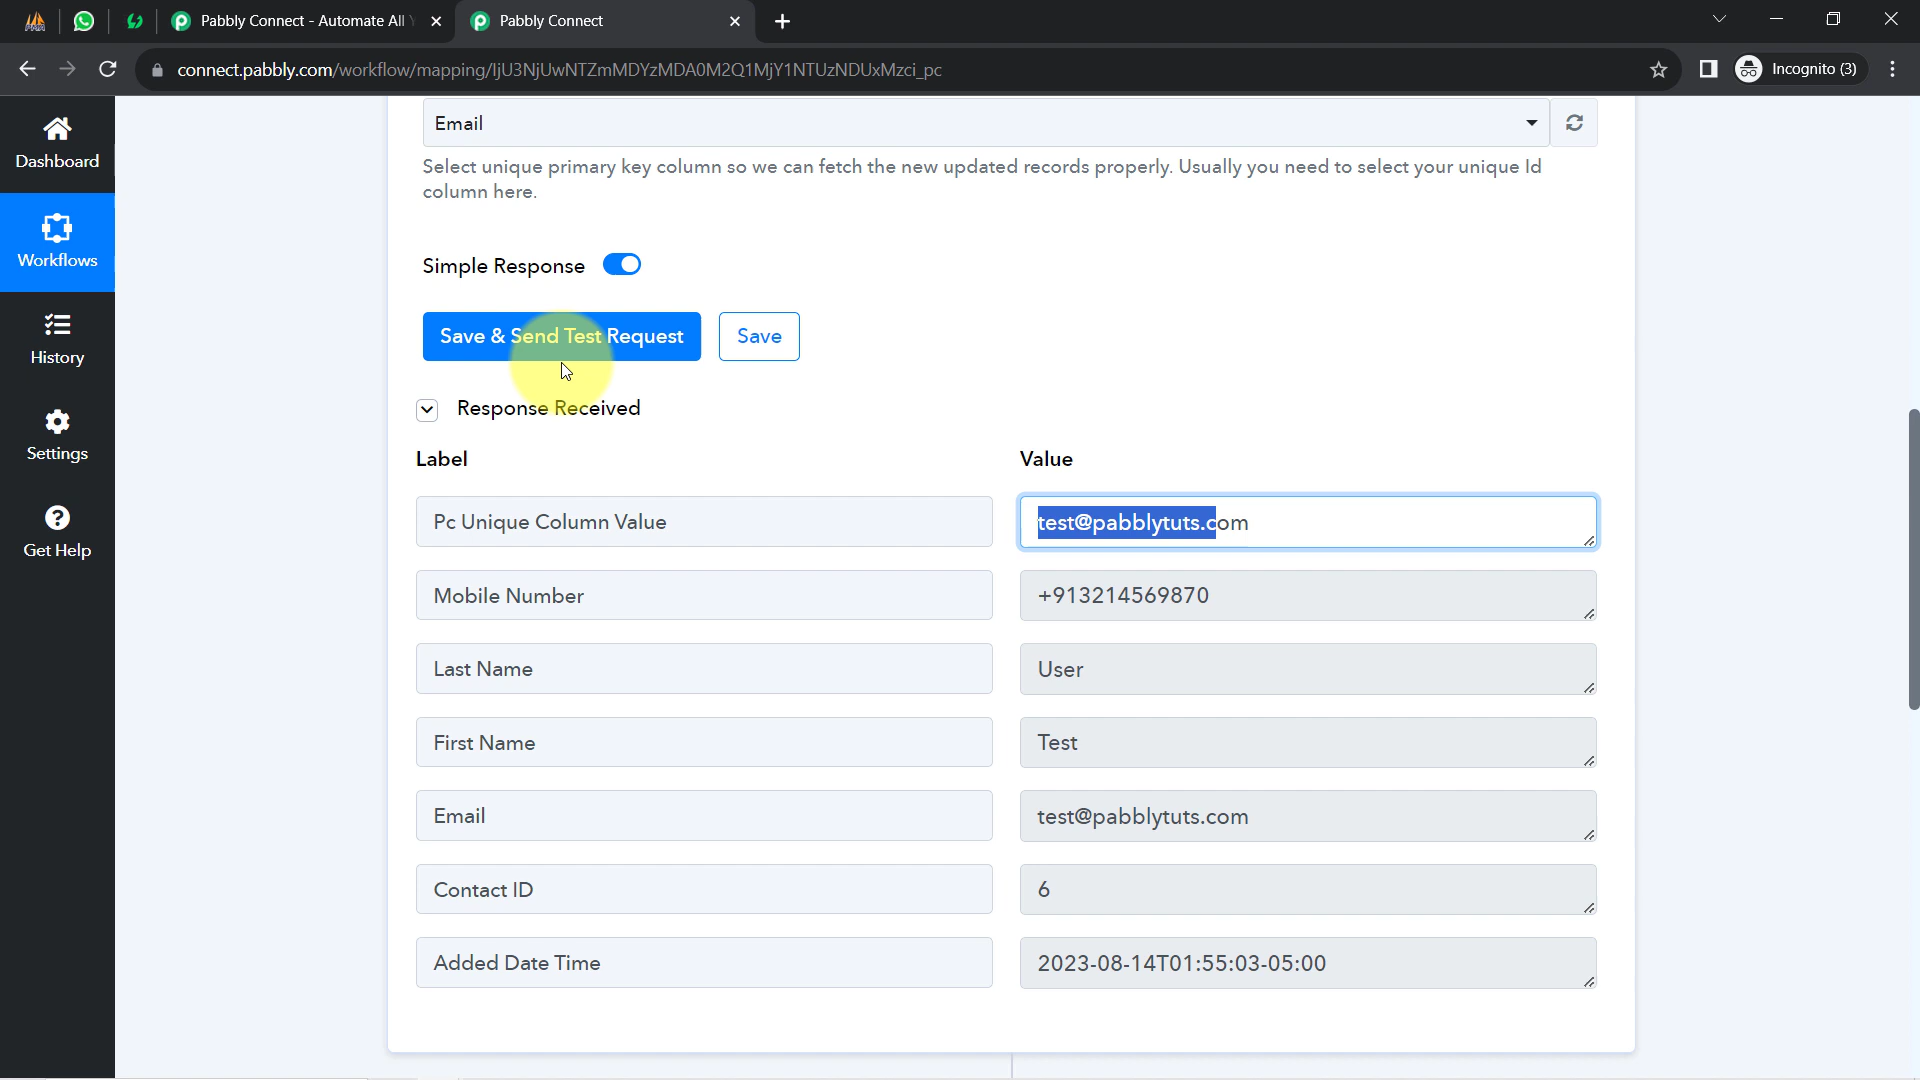 Pabbly Connect - Automate All
Pabbly Connect
connect.pabbly.com/workflow/mapping/IjU3NjUwNTZmMDYzMDA0M2Q1MjY1NTUzNDUxMzci_pc
Incognito (3)
Dashboard
Workflows
History
Settings
Get Help
Email
Select unique primary key column so we can fetch the new updated records properly. Usually you need to select your unique Id
column here.
Simple Response
Save & Send Test Request
Save
Response Received
Label
Value
Pc Unique Column Value
test@pabblytuts.com
Mobile Number
+913214569870
Last Name
User
First Name
Test
Email
test@pabblytuts.com
Contact ID
6
Added Date Time
2023-08-14T01:55:03-05:00